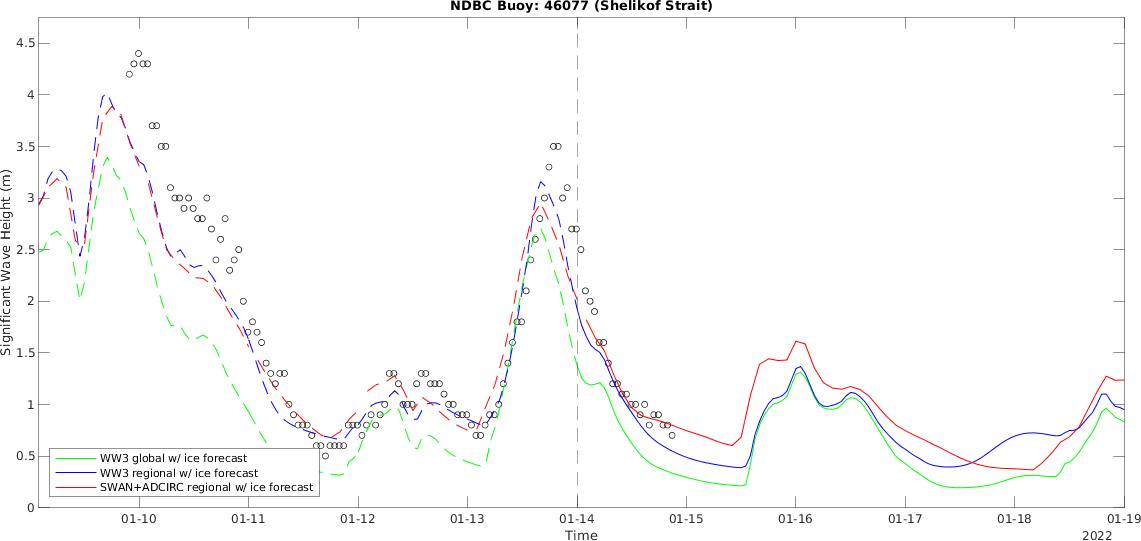 NDBC Buoy: 46077 (Shelikof Strait)
Significant Wave Height (m)
4.5
4
3.5
3
2.5
2
1.5
1
0.5
0
WW3 global w/ ice forecast
WW3 regional w/ ice forecast
SWAN+ADCIRC regional w/ ice forecast
01-10 01-11 01-12 01-13 01-14 01-15 01-16 01-17 01-18 01-19
Time
2022